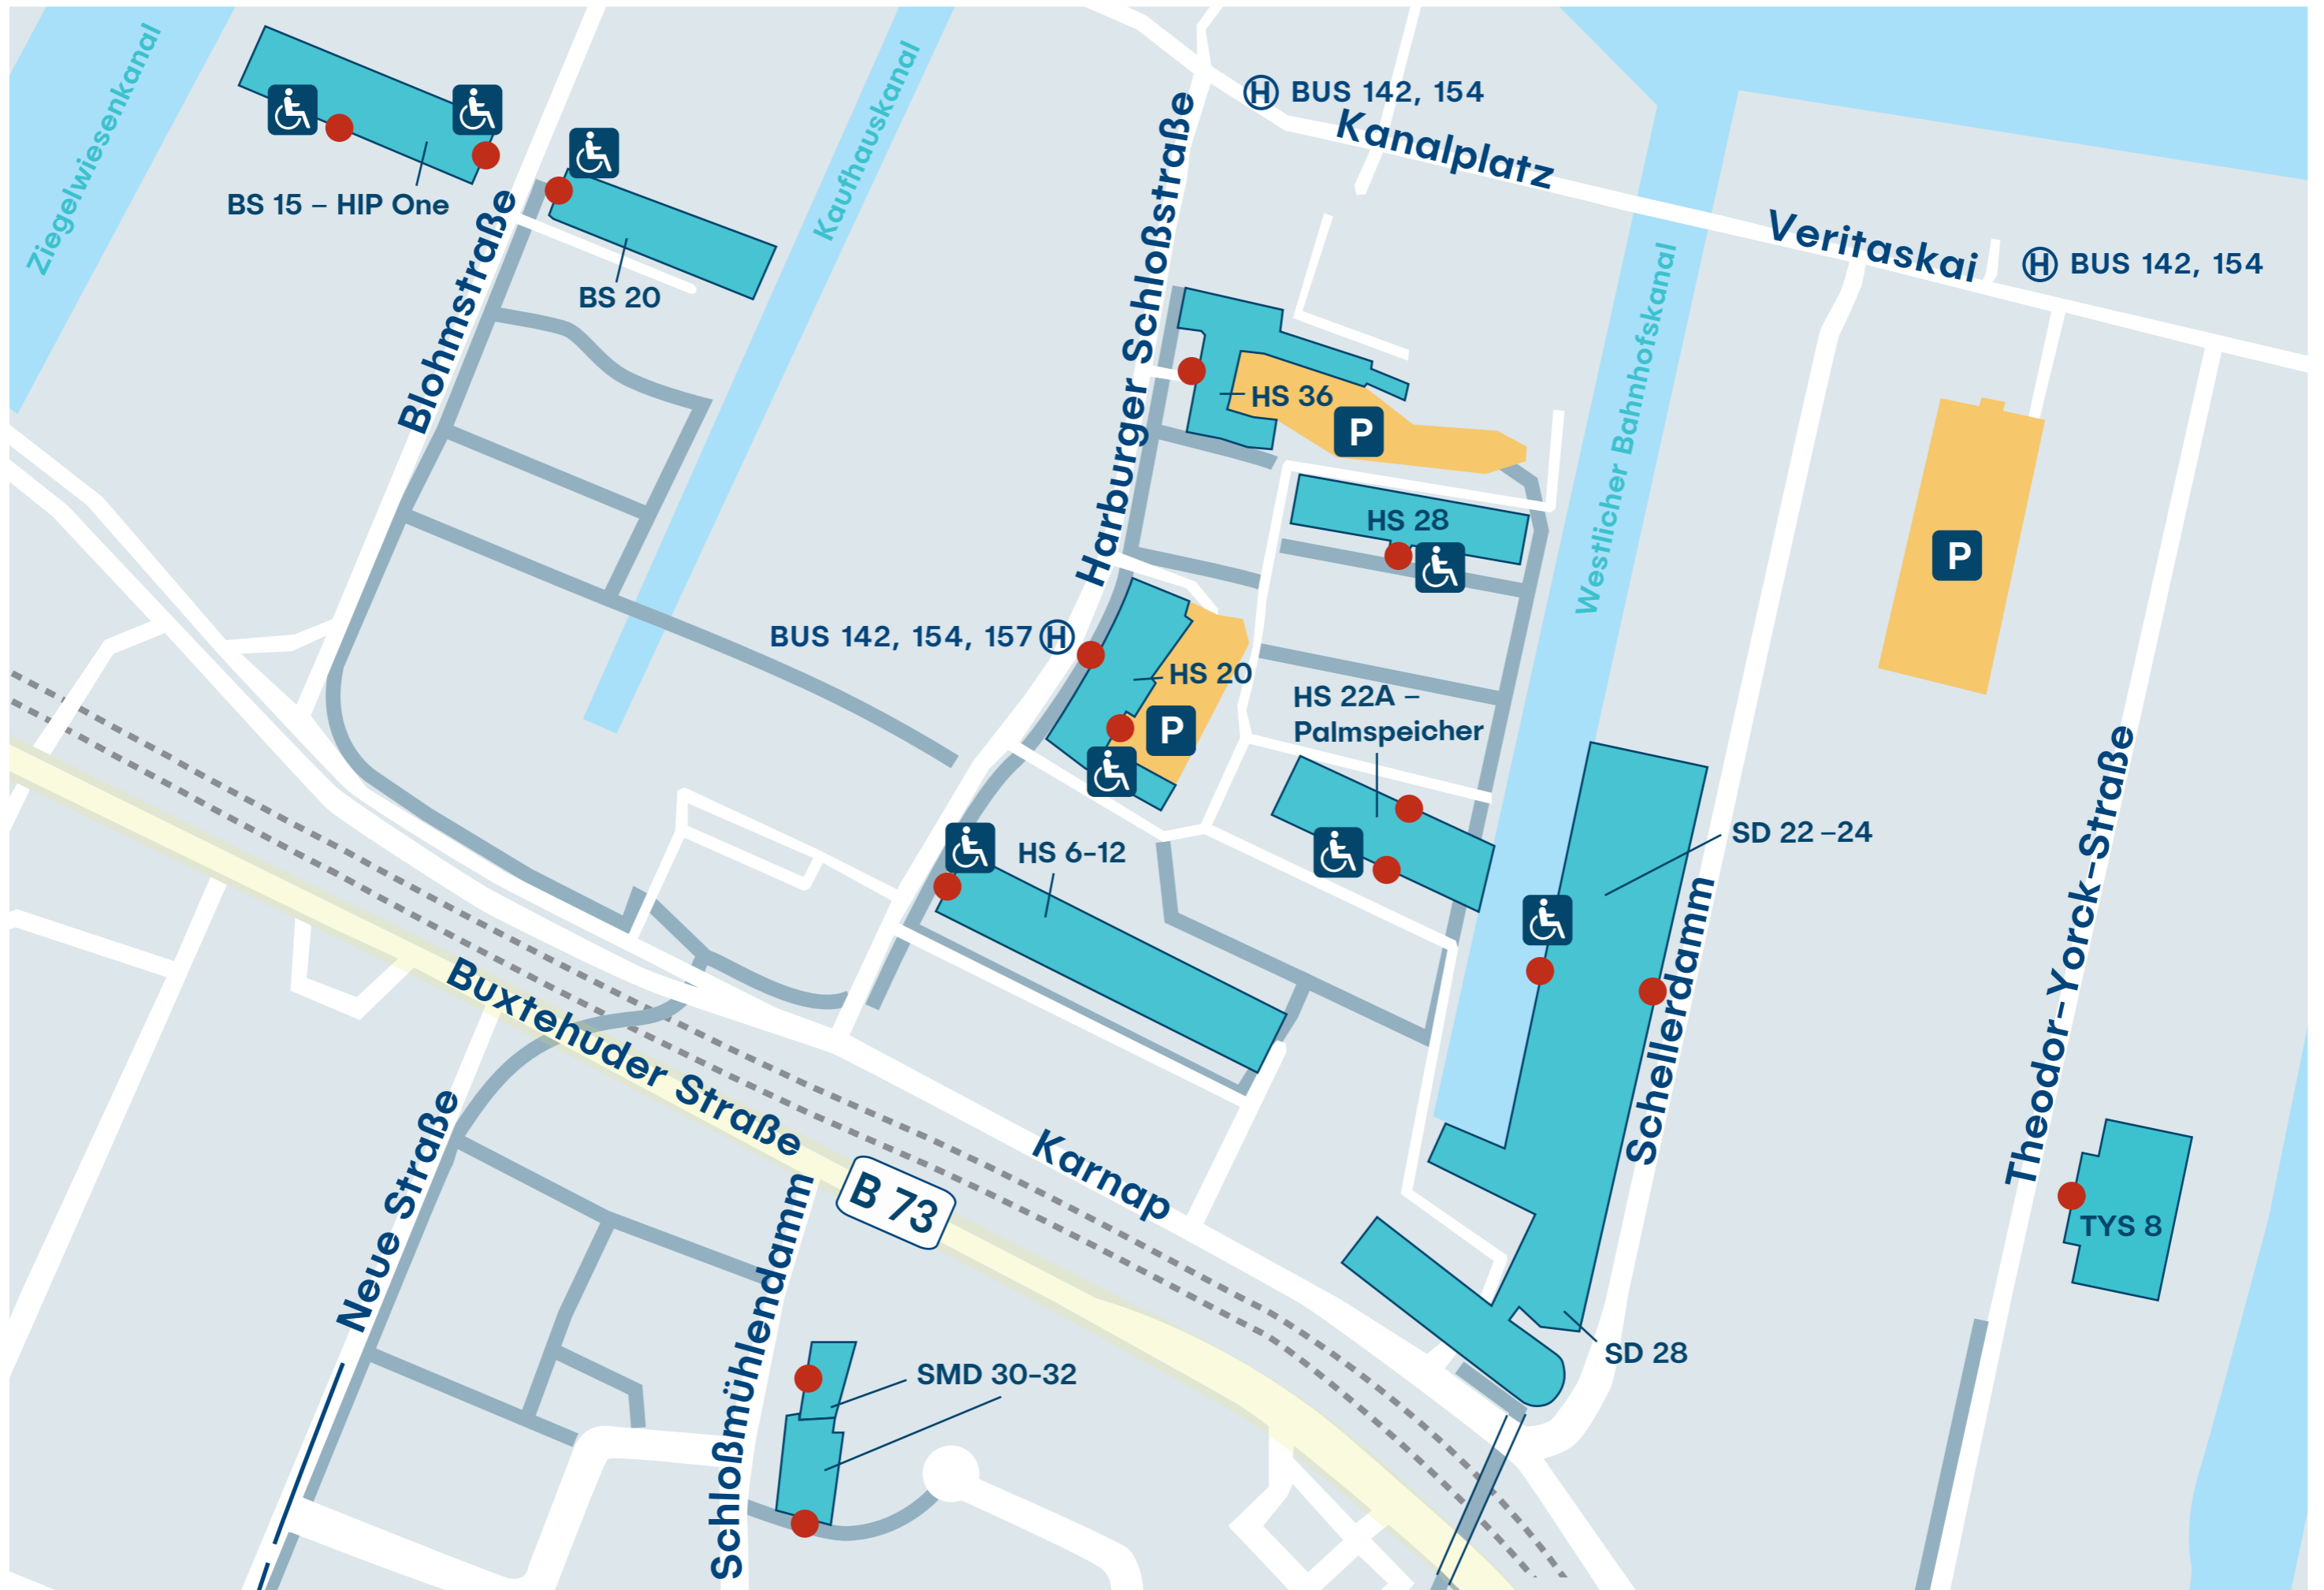 Ziegelwiesenkanal
Kaufhauskanal
H BUS 142, 154
Kanalplatz
BS 15 – HIP One
Blohmstraße
BS 20
Harburger Schloßstraße
Veritaskai
H BUS 142, 154
Westlicher Bahnhofskanal
HS 36
P
HS 28
P
BUS 142, 154, 157 H
HS 20
P
HS 22A –
Palmspeicher
SD 22 –24
HS 6–12
Schellerdamm
Theodor-Yorck-Straße
Buxtehuder Straße
Karnap
B 73
Neue Straße
Schloßmühlendamm
TYS 8
SD 28
SMD 30–32